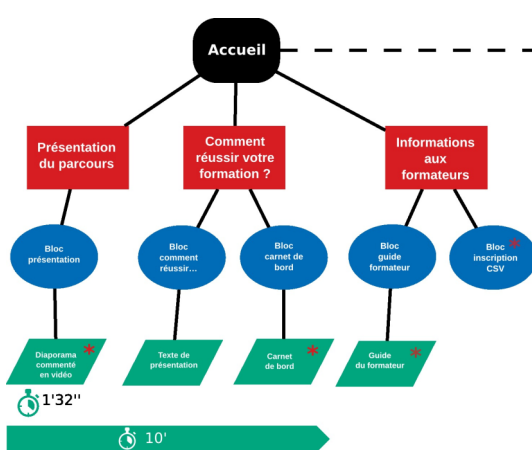 Accueil
Présentation
du parcours
Comment
réussir votre
formation ?
Informations
aux
formateurs
Bloc
présentation
Bloc
comment
réussir...
Bloc
carnet de
bord
Bloc
guide
formateur
Bloc
inscription
CSV
Diaporama
commenté
en vidéo
Texte de
présentation
Carnet
de bord
Guide
du formateur
1'32''
10'